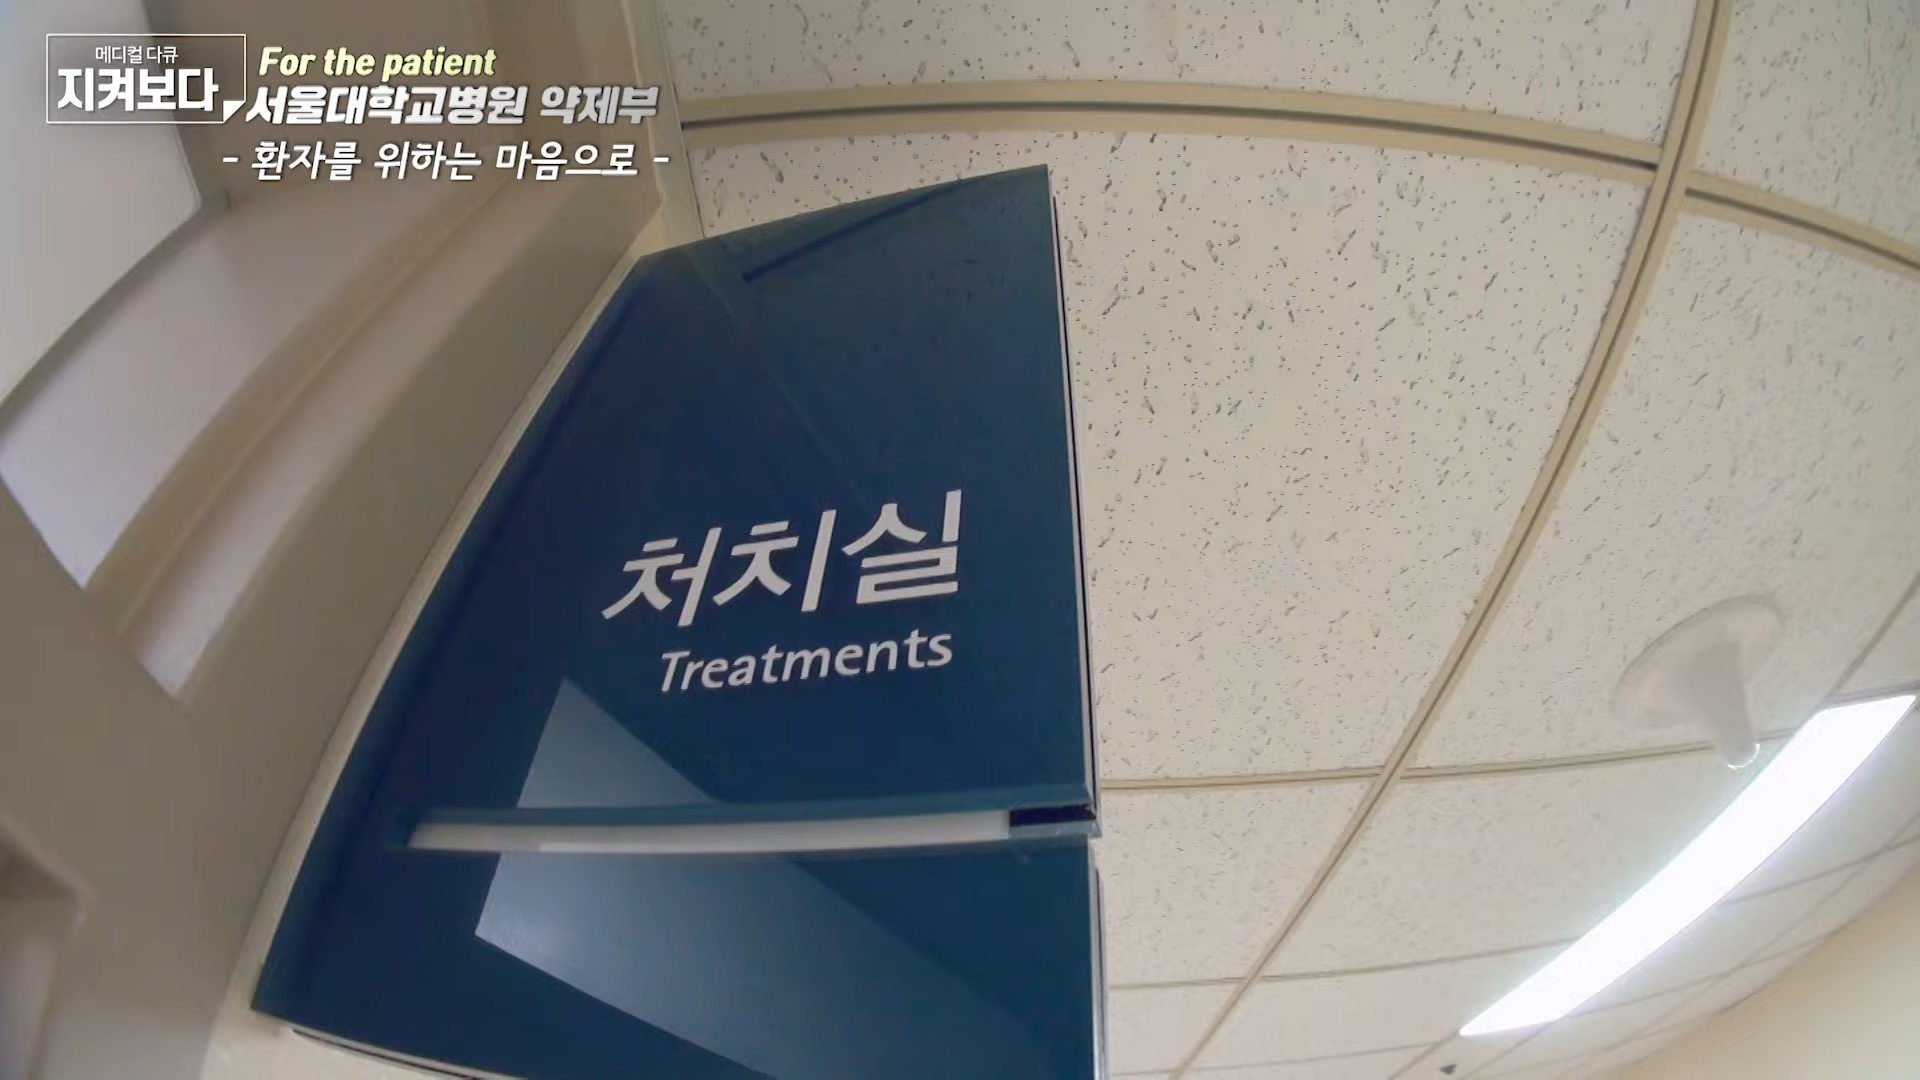 메디컬 다큐
지켜보다
For the patient
서울대학교병원 약제부
- 환자를 위하는 마음으로 -
처치실
Treatments